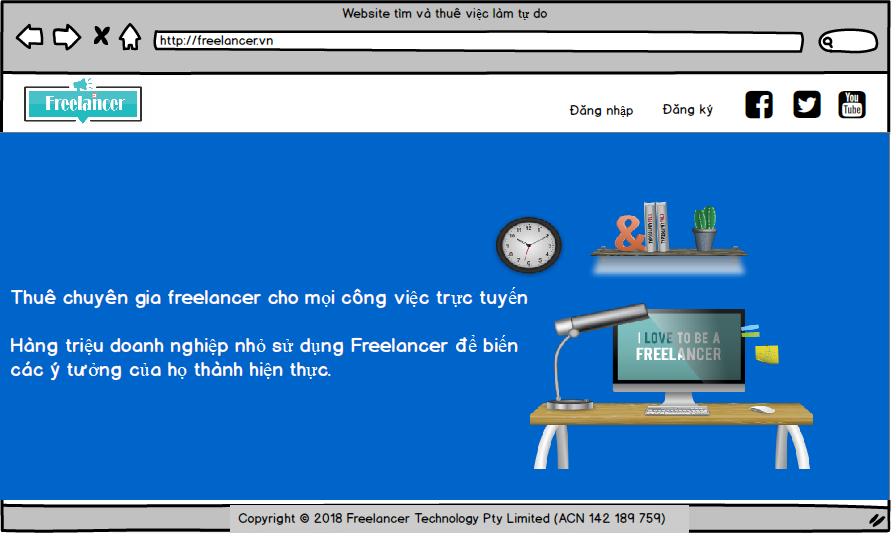 Website tìm và thuê việc làm tự do
http://freelancer.vn
Freelancer
Đăng nhập
Đăng ký
You
Tube
&
Thuê chuyên gia freelancer cho mọi công việc trực tuyến
I LOVE TO BE A
FREELANCER
Hàng triệu doanh nghiệp nhỏ sử dụng Freelancer để biến
các ý tưởng của họ thành hiện thực.
Copyright © 2018 Freelancer Technology Pty Limited (ACN 142 189 759)